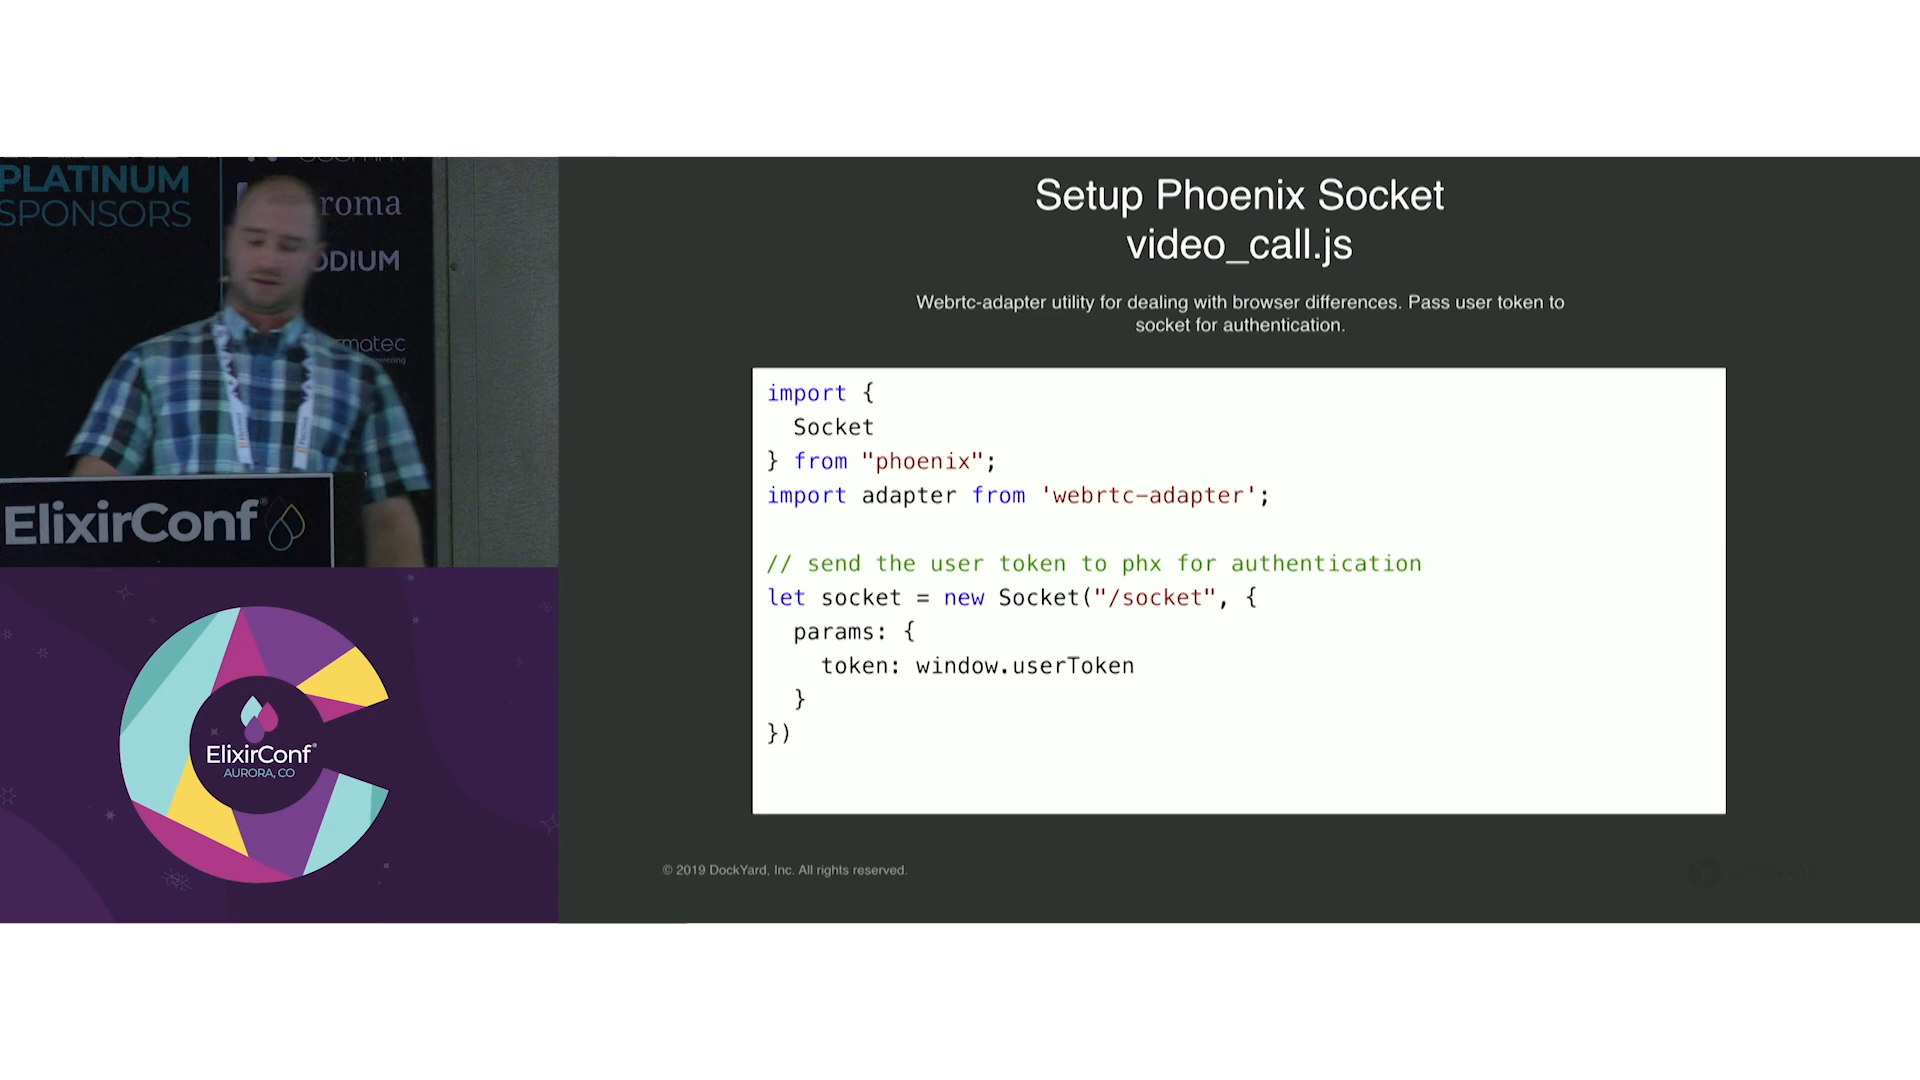 PLATINUM
SPONSORS
roma
ODIUM
matec
ElixirConf®
ElixirConf®
AURORA, CO
Setup Phoenix Socket
video_call.js
Webrtc-adapter utility for dealing with browser differences. Pass user token to
socket for authentication.
import {
  Socket
} from "phoenix";
import adapter from 'webrtc-adapter';

// send the user token to phx for authentication
let socket = new Socket("/socket", {
  params: {
    token: window.userToken
  }
})
© 2019 DockYard, Inc. All rights reserved.